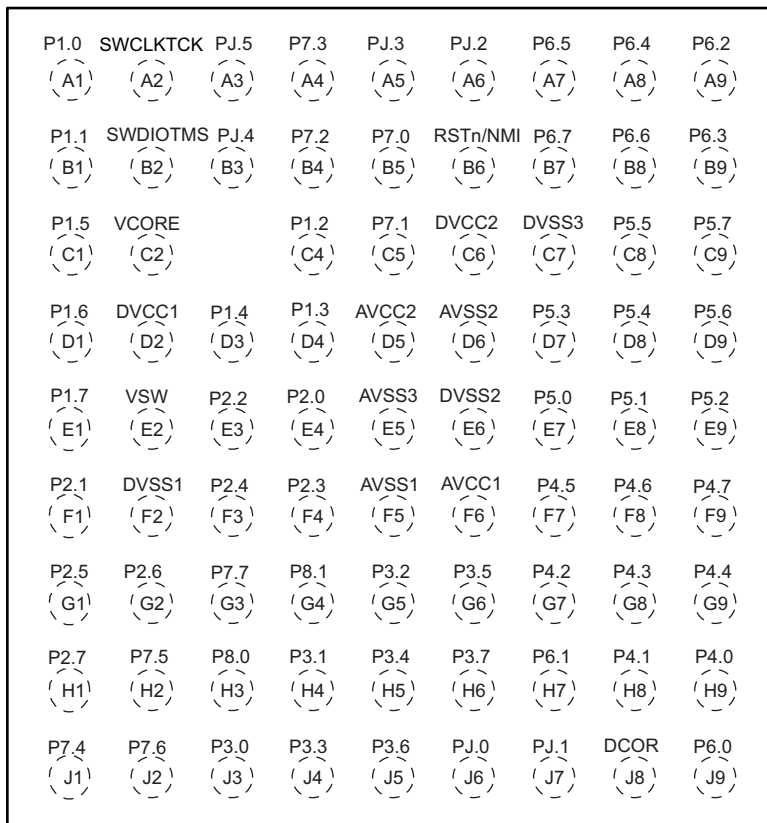 P1.0 SWCLKTCK PJ.5 P7.3 PJ.3 PJ.2 P6.5 P6.4 P6.2
A1 A2 A3 A4 A5 A6 A7 A8 A9
P1.1 SWDIOTMS PJ.4 P7.2 P7.0 RSTn/NMI P6.7 P6.6 P6.3
B1 B2 B3 B4 B5 B6 B7 B8 B9
P1.5 VCORE P1.2 P7.1 DVCC2 DVSS3 P5.5 P5.7
C1 C2 C4 C5 C6 C7 C8 C9
P1.6 DVCC1 P1.4 P1.3 AVCC2 AVSS2 P5.3 P5.4 P5.6
D1 D2 D3 D4 D5 D6 D7 D8 D9
P1.7 VSW P2.2 P2.0 AVSS3 DVSS2 P5.0 P5.1 P5.2
E1 E2 E3 E4 E5 E6 E7 E8 E9
P2.1 DVSS1 P2.4 P2.3 AVSS1 AVCC1 P4.5 P4.6 P4.7
F1 F2 F3 F4 F5 F6 F7 F8 F9
P2.5 P2.6 P7.7 P8.1 P3.2 P3.5 P4.2 P4.3 P4.4
G1 G2 G3 G4 G5 G6 G7 G8 G9
P2.7 P7.5 P8.0 P3.1 P3.4 P3.7 P6.1 P4.1 P4.0
H1 H2 H3 H4 H5 H6 H7 H8 H9
P7.4 P7.6 P3.0 P3.3 P3.6 PJ.0 PJ.1 DCOR P6.0
J1 J2 J3 J4 J5 J6 J7 J8 J9